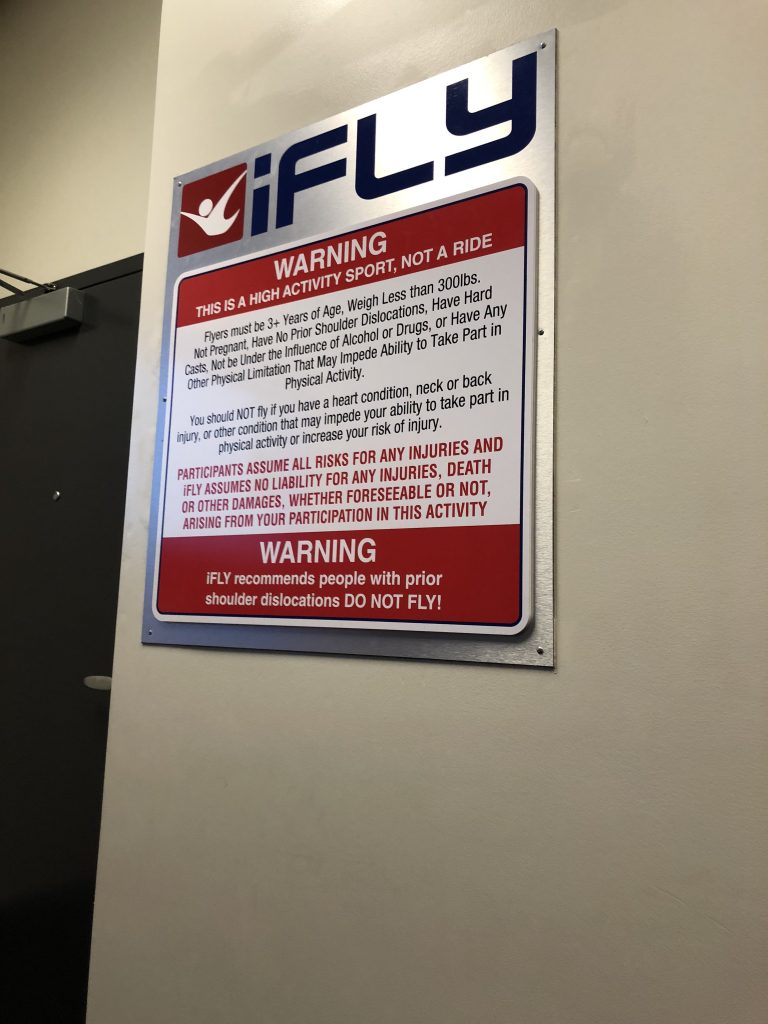 iFLY
WARNING
THIS IS A HIGH ACTIVITY SPORT, NOT A RIDE
Flyers must be 3+ Years of Age, Weigh Less than 300lbs.
Not Pregnant, Have No Prior Shoulder Dislocations, Have Hard
Casts, Not be Under the Influence of Alcohol or Drugs, or Have Any
Other Physical Limitation That May Impede Ability to Take Part in
Physical Activity.
You should NOT fly if you have a heart condition, neck or back
injury, or other condition that may impede your ability to take part in
physical activity or increase your risk of injury.
PARTICIPANTS ASSUME ALL RISKS FOR ANY INJURIES AND
iFLY ASSUMES NO LIABILITY FOR ANY INJURIES, DEATH
OR OTHER DAMAGES, WHETHER FORESEEABLE OR NOT,
ARISING FROM YOUR PARTICIPATION IN THIS ACTIVITY
WARNING
iFLY recommends people with prior
shoulder dislocations DO NOT FLY!